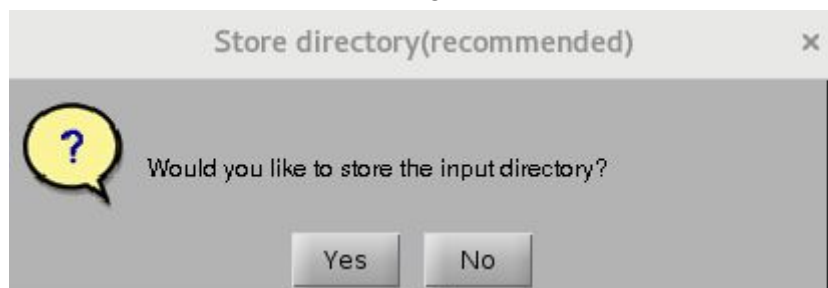 Store directory(recommended)
×
?
Would you like to store the input directory?
Yes No